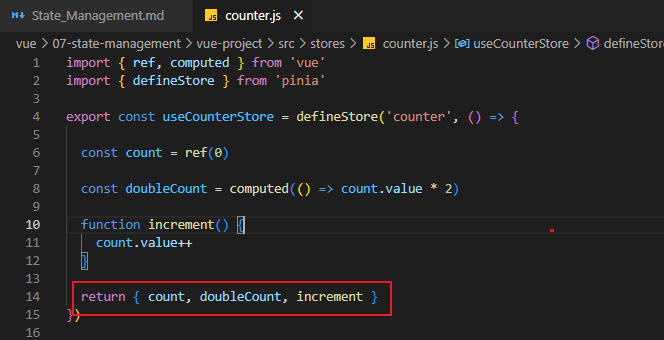 State_Management.md
counter.js
vue > 07-state-management > vue-project > src > stores > counter.js > useCounterStore > defineStor
1 import { ref, computed } from 'vue'
2 import { defineStore } from 'pinia'
3
4 export const useCounterStore = defineStore('counter', () => {
5
6 const count = ref(0)
7
8 const doubleCount = computed(() => count.value * 2)
9
10 function increment() {
11 count.value++
12 }
13
14 return { count, doubleCount, increment }
15 })
16